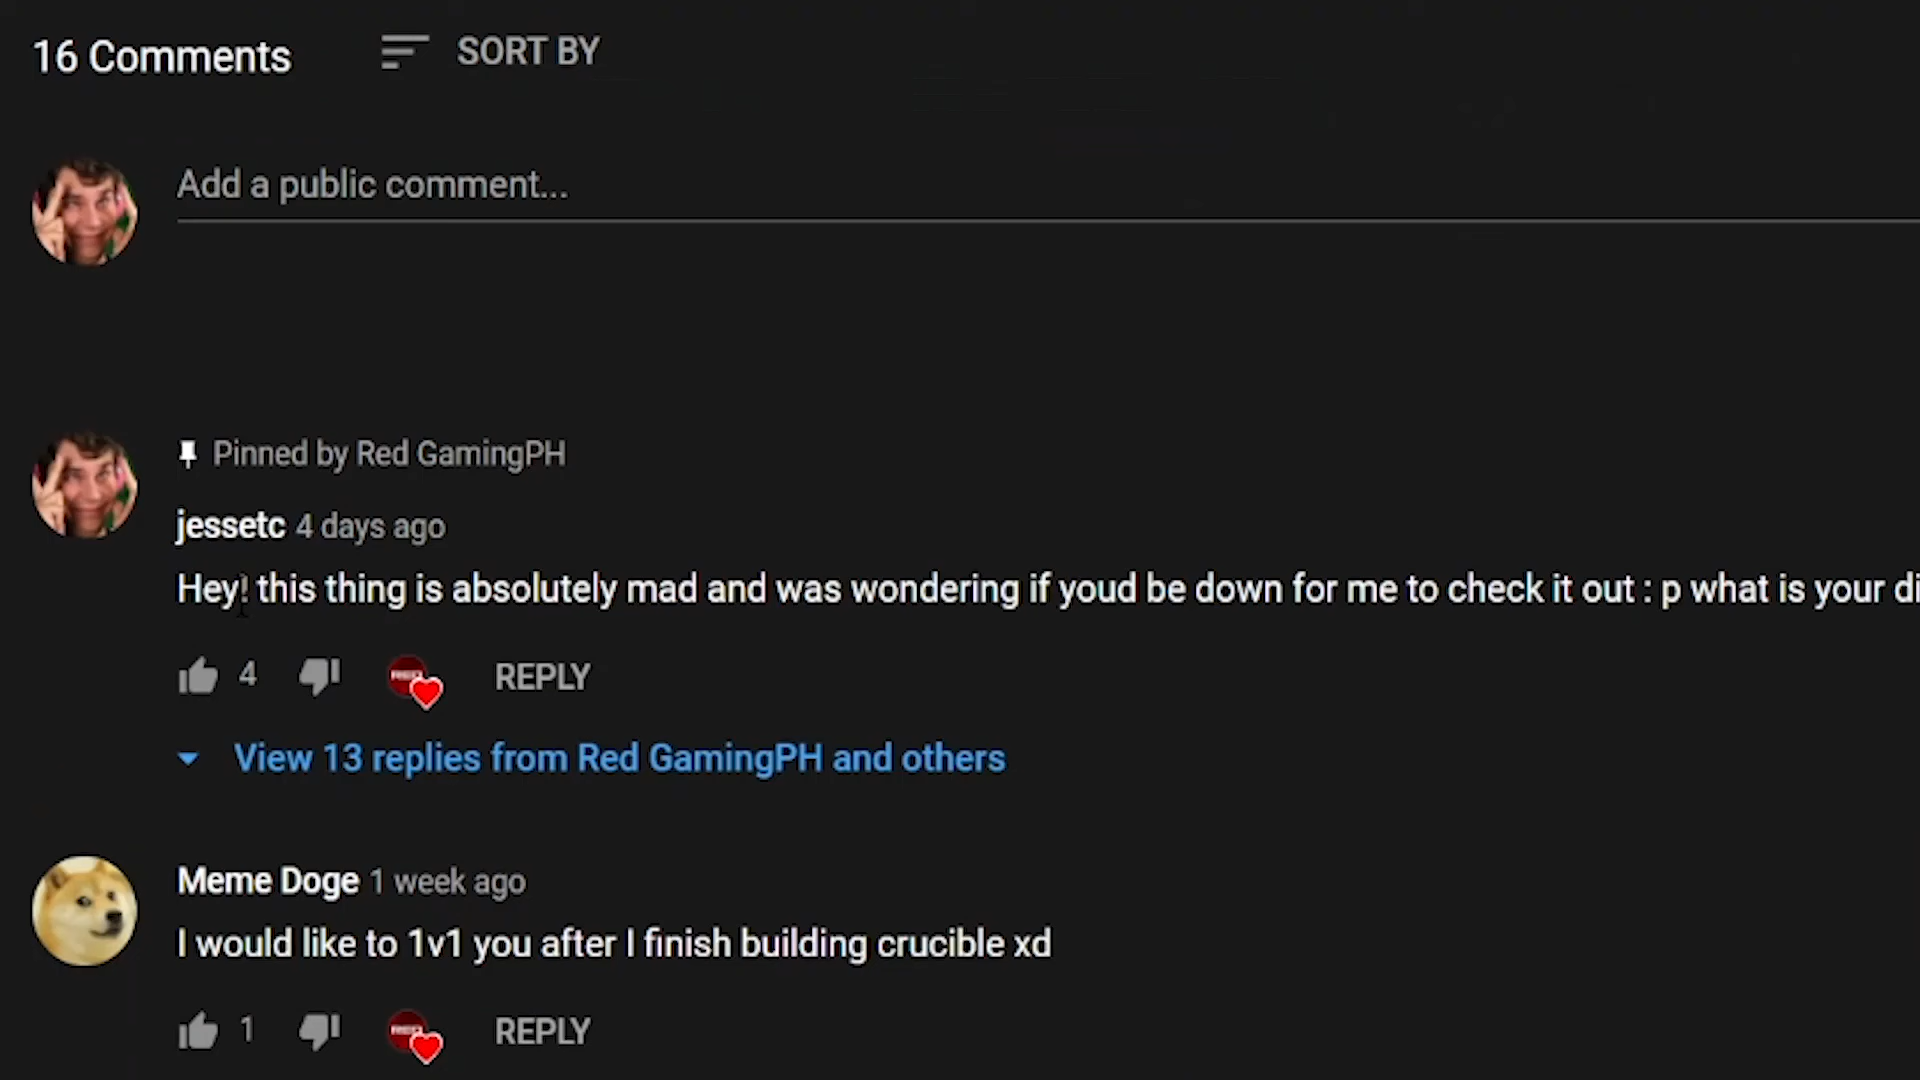 16 Comments
SORT BY
Add a public comment...
Pinned by Red GamingPH
jessetc 4 days ago
Hey! this thing is absolutely mad and was wondering if youd be down for me to check it out : p what is your di
4
RED
REPLY
View 13 replies from Red GamingPH and others
Meme Doge 1 week ago
I would like to 1v1 you after I finish building crucible xd
1
RED
REPLY